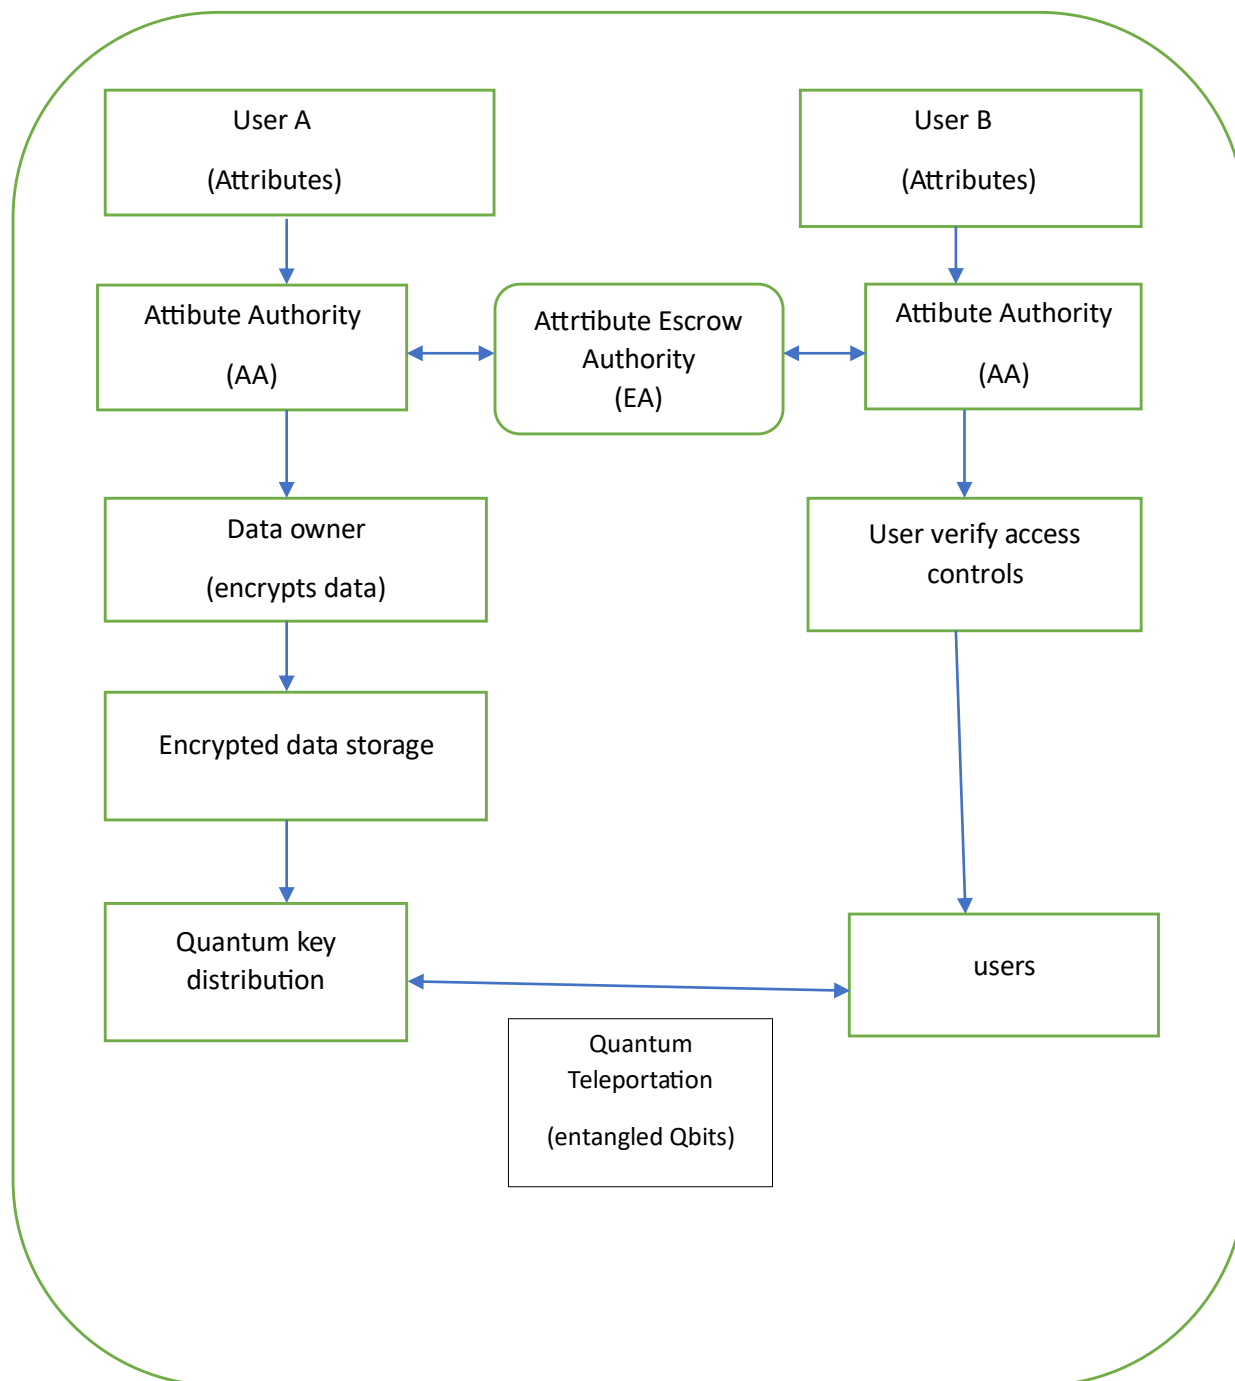 User A
(Attributes)
User B
(Attributes)
Attibute Authority
(AA)
Attrtibute Escrow
Authority
(EA)
Attibute Authority
(AA)
Data owner
(encrypts data)
User verify access
controls
Encrypted data storage
Quantum key
distribution
users
Quantum
Teleportation
(entangled Qbits)